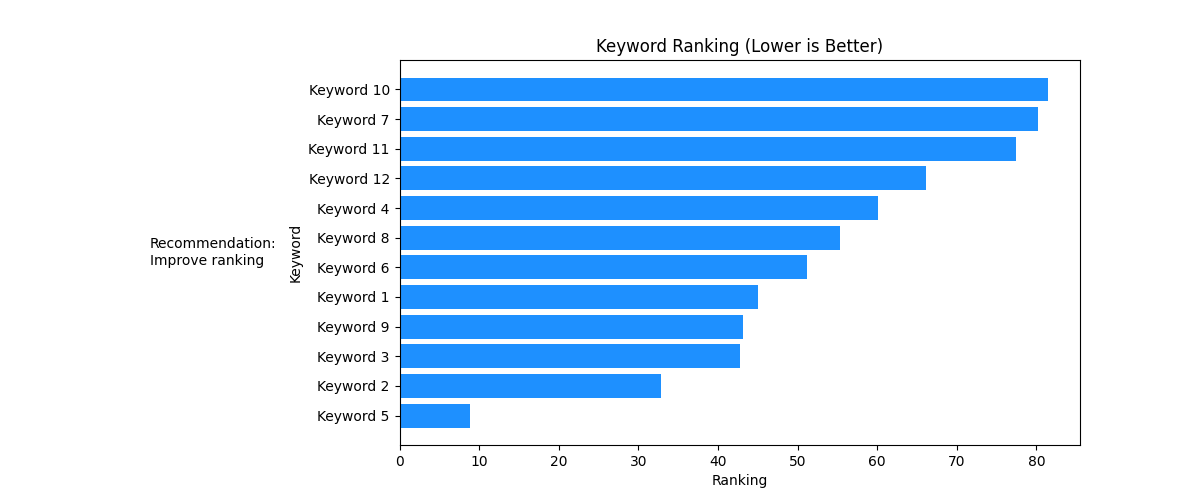 Keyword Ranking (Lower is Better)
Recommendation:
Improve ranking
Keyword
Keyword 10
Keyword 7
Keyword 11
Keyword 12
Keyword 4
Keyword 8
Keyword 6
Keyword 1
Keyword 9
Keyword 3
Keyword 2
Keyword 5
0 10 20 30 40 50 60 70 80
Ranking